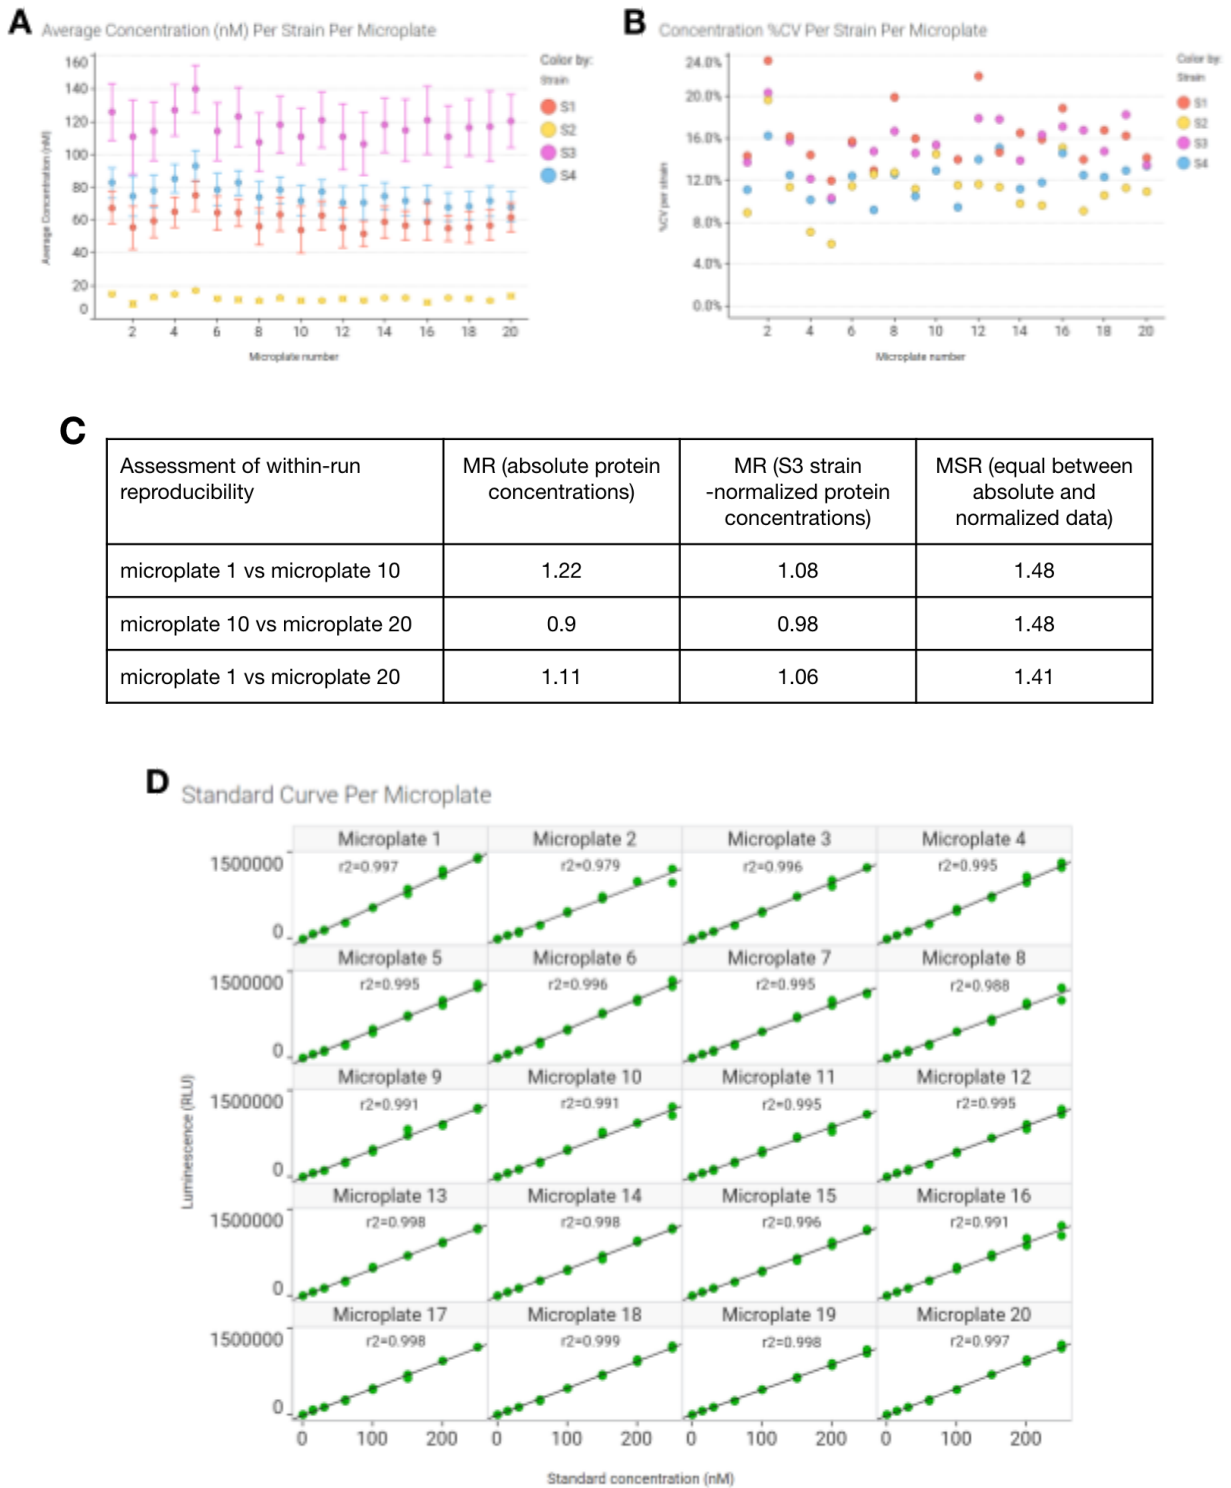 A Average Concentration (nM) Per Strain Per Microplate
160
140
120
100
80
60
40
20
0
Average Concentration (nM)
2 4 6 8 10 12 14 16 18 20
Microplate number
Color by:
Strain
S1
S2
S3
S4
B Concentration %CV Per Strain Per Microplate
24.0%
20.0%
16.0%
12.0%
8.0%
4.0%
0.0%
%CV per strain
2 4 6 8 10 12 14 16 18 20
Microplate number
Color by:
Strain
S1
S2
S3
S4
C
Assessment of within-run
reproducibility
MR (absolute protein
concentrations)
MR (S3 strain
-normalized protein
concentrations)
MSR (equal between
absolute and
normalized data)
microplate 1 vs microplate 10 1.22 1.08 1.48
microplate 10 vs microplate 20 0.9 0.98 1.48
microplate 1 vs microplate 20 1.11 1.06 1.41
D Standard Curve Per Microplate
Microplate 1 Microplate 2 Microplate 3 Microplate 4
1500000 r2=0.997 r2=0.979 r2=0.996 r2=0.995
0
Microplate 5 Microplate 6 Microplate 7 Microplate 8
1500000 r2=0.995 r2=0.996 r2=0.995 r2=0.988
0
Microplate 9 Microplate 10 Microplate 11 Microplate 12
1500000 r2=0.991 r2=0.991 r2=0.995 r2=0.995
0
Microplate 13 Microplate 14 Microplate 15 Microplate 16
1500000 r2=0.998 r2=0.998 r2=0.996 r2=0.991
0
Microplate 17 Microplate 18 Microplate 19 Microplate 20
1500000 r2=0.998 r2=0.999 r2=0.998 r2=0.997
0
Luminescence (RLU)
0 100 200 0 100 200 0 100 200 0 100 200
Standard concentration (nM)